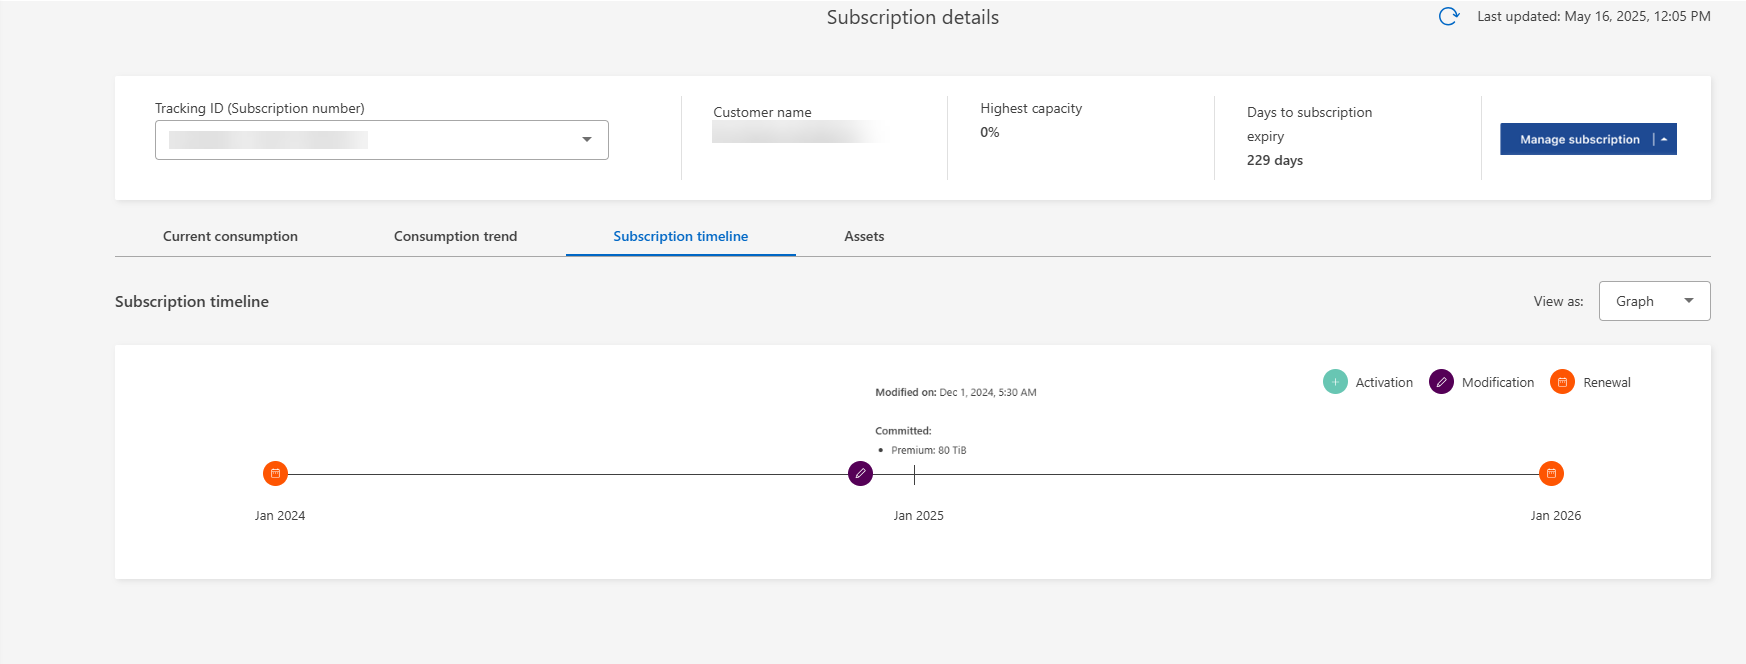 Subscription details
Last updated: May 16, 2025, 12:05 PM
Tracking ID (Subscription number)
Customer name
Highest capacity
0%
Days to subscription
expiry
229 days
Manage subscription
Current consumption
Consumption trend
Subscription timeline
Assets
Subscription timeline
View as:
Graph
Activation
Modification
Renewal
Modified on: Dec 1, 2024, 5:30 AM
Committed:
• Premium: 80 TiB
Jan 2024
Jan 2025
Jan 2026